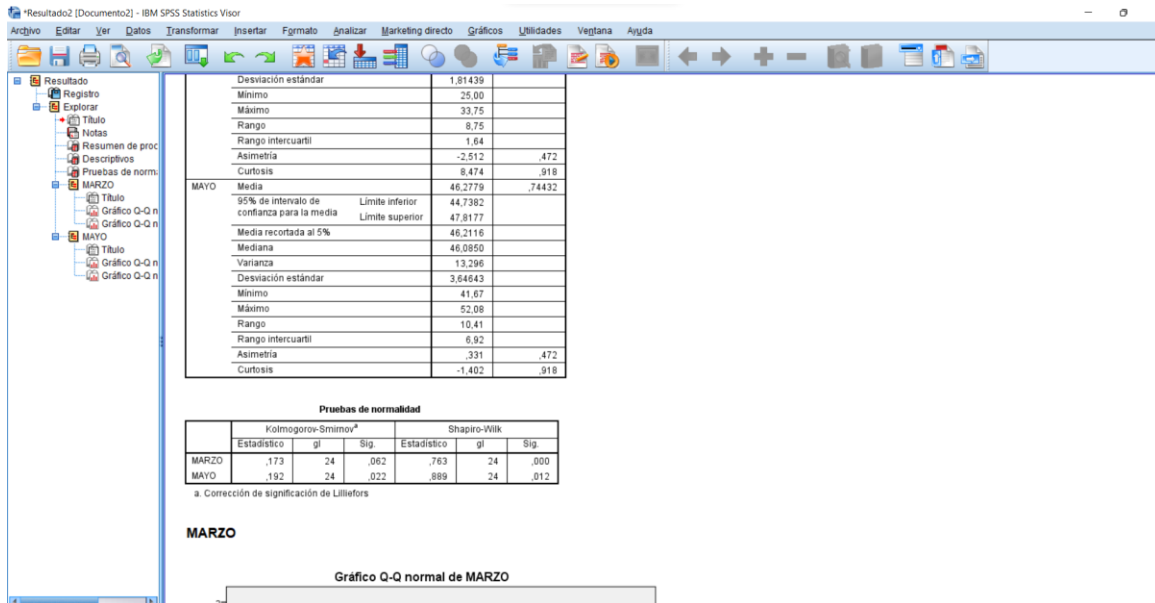 *Resultado2 [Documento2] - IBM SPSS Statistics Visor
Archivo Editar Ver Datos Transformar Insertar Formato Analizar Marketing directo Gráficos Utilidades Ventana Ayuda
Resultado
Registro
Explorar
Título
Notas
Resumen de proc
Descriptivos
Pruebas de norm
MARZO
Título
Gráfico Q-Q n
Gráfico Q-Q n
MAYO
Título
Gráfico Q-Q n
Gráfico Q-Q n
Desviación estándar 1,81439
Mínimo 25,00
Máximo 33,75
Rango 8,75
Rango intercuartil 1,64
Asimetría -2,512 ,472
Curtosis 8,474 ,918
MAYO Media 46,2779 ,74432
95% de intervalo de Límite inferior 44,7382
confianza para la media Límite superior 47,8177
Media recortada al 5% 46,2116
Mediana 46,0850
Varianza 13,296
Desviación estándar 3,64643
Mínimo 41,67
Máximo 52,08
Rango 10,41
Rango intercuartil 6,92
Asimetría ,331 ,472
Curtosis -1,402 ,918
Pruebas de normalidad
Kolmogorov-Smirnovª Shapiro-Wilk
Estadístico gl Sig. Estadístico gl Sig.
MARZO ,173 24 ,062 ,763 24 ,000
MAYO ,192 24 ,022 ,889 24 ,012
a. Corrección de significación de Lilliefors
MARZO
Gráfico Q-Q normal de MARZO